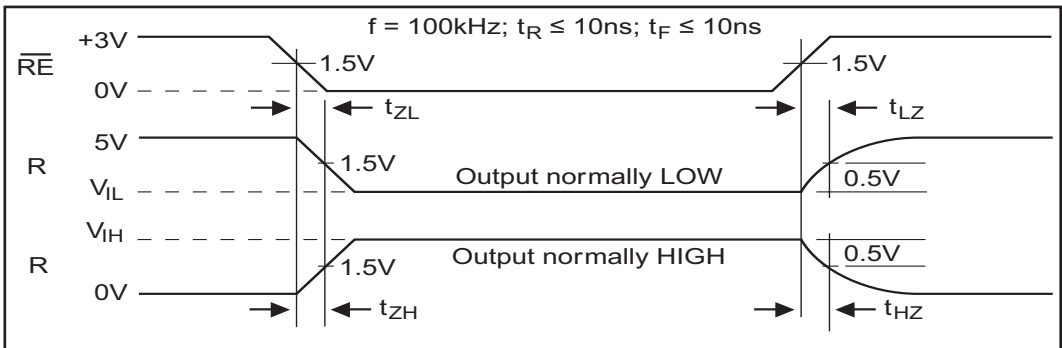 f = 100kHz; tR ≤ 10ns; tF ≤ 10ns
+3V
RE
1.5V
1.5V
0V
tZL
tLZ
5V
R
1.5V
Output normally LOW
0.5V
VIL
VIH
R
1.5V
Output normally HIGH
0.5V
0V
tZH
tHZ